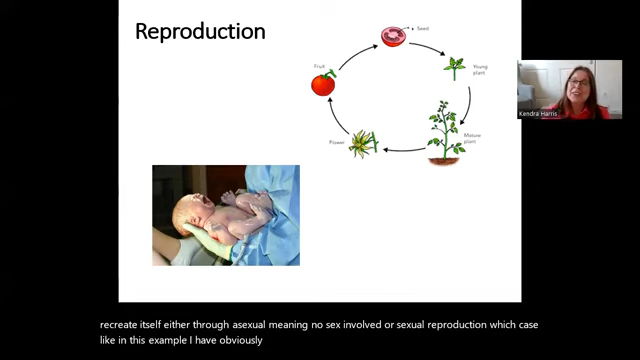 Reproduction
Seed
Fruit
Young
plant
Kendra Harris
Flower
Mature
plant
recreate itself either through asexual meaning no sex involved or sexual reproduction which case
like in this example I have obviously